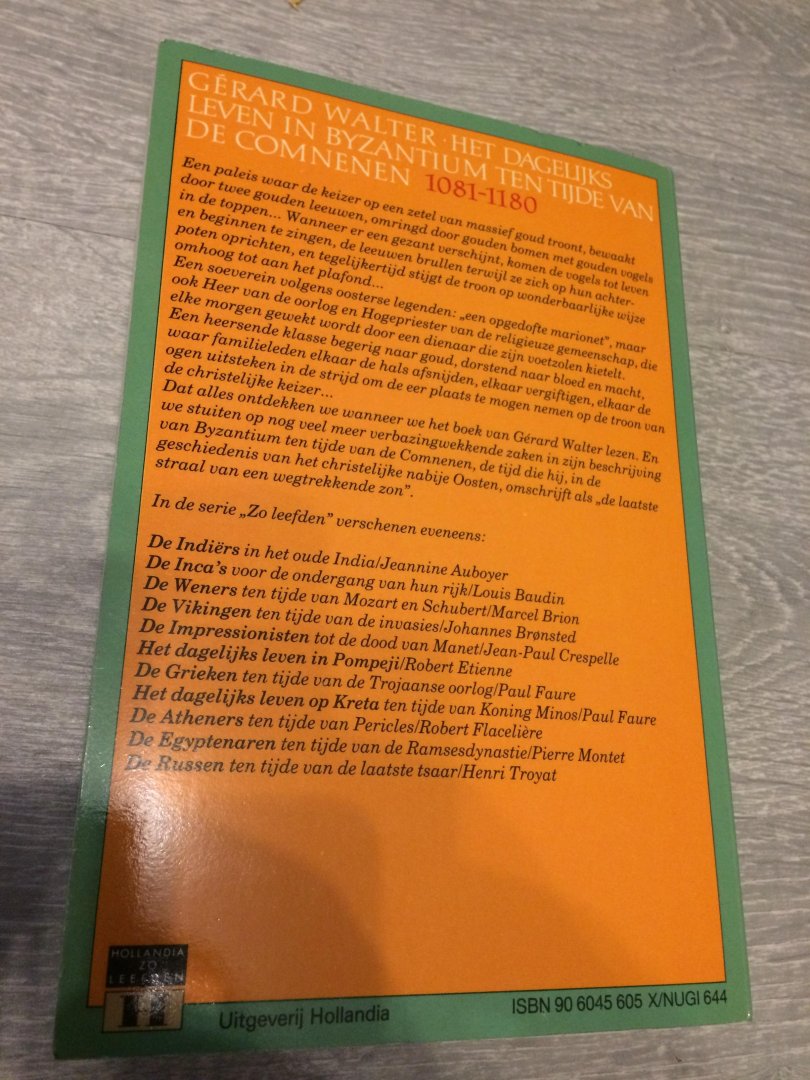 GÉRARD WALTER · HET DAGELIJKS
LEVEN IN BYZANTIUM TEN TIJDE VAN
DE COMNENEN 1081-1180
Een paleis waar de keizer op een zetel van massief goud troont, bewaakt
door twee gouden leeuwen, omringd door gouden bomen met gouden vogels
in de toppen... Wanneer er een gezant verschijnt, komen de vogels tot leven
en beginnen te zingen, de leeuwen brullen terwijl ze zich op hun achter-
poten oprichten, en tegelijkertijd stijgt de troon op wonderbaarlijke wijze
omhoog tot aan het plafond...
Een soeverein volgens oosterse legenden: „een opgedofte marionet”, maar
ook Heer van de oorlog en Hogepriester van de religieuze gemeenschap, die
elke morgen gewekt wordt door een dienaar die zijn voetzolen kietelt.
Een heersende klasse begerig naar goud, dorstend naar bloed en macht,
waar familieleden elkaar de hals afsnijden, elkaar vergiftigen, elkaar de
ogen uitsteken in de strijd om de eer plaats te mogen nemen op de troon van
de christelijke keizer...
Dat alles ontdekken we wanneer we het boek van Gérard Walter lezen. En
we stuiten op nog veel meer verbazingwekkende zaken in zijn beschrijving
van Byzantium ten tijde van de Comnenen, de tijd die hij, in de
geschiedenis van het christelijke nabije Oosten, omschrijft als „de laatste
straal van een wegtrekkende zon”.
In de serie „Zo leefden” verschenen eveneens:
De Indiërs in het oude India/Jeannine Auboyer
De Inca's voor de ondergang van hun rijk/Louis Baudin
De Weners ten tijde van Mozart en Schubert/Marcel Brion
De Vikingen ten tijde van de invasies/Johannes Brønsted
De Impressionisten tot de dood van Manet/Jean-Paul Crespelle
Het dagelijks leven in Pompeji/Robert Etienne
De Grieken ten tijde van de Trojaanse oorlog/Paul Faure
Het dagelijks leven op Kreta ten tijde van Koning Minos/Paul Faure
De Atheners ten tijde van Pericles/Robert Flacelière
De Egyptenaren ten tijde van de Ramsesdynastie/Pierre Montet
De Russen ten tijde van de laatste tsaar/Henri Troyat
HOLLANDIA
ZO
LEEFDEN
Uitgeverij Hollandia
ISBN 90 6045 605 X/NUGI 644